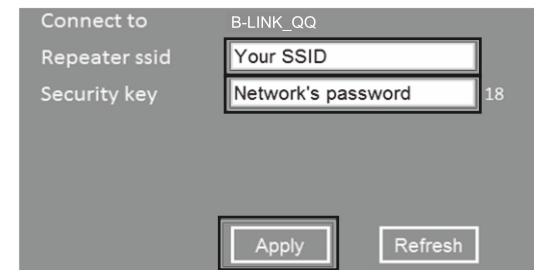 Connect to B-LINK_QQ
Repeater ssid Your SSID
Security key Network's password 18
Apply Refresh